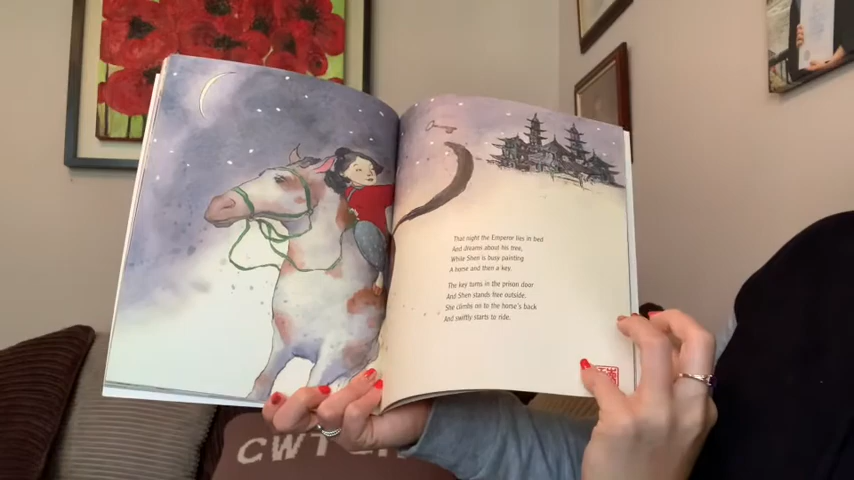 That night the Emperor lies in bed
And dreams about his tree,
While Shen is busy painting
A horse and then a key.
The key turns in the prison door
And Shen stands free outside.
She climbs on to the horse's back
And swiftly starts to ride.
CWT